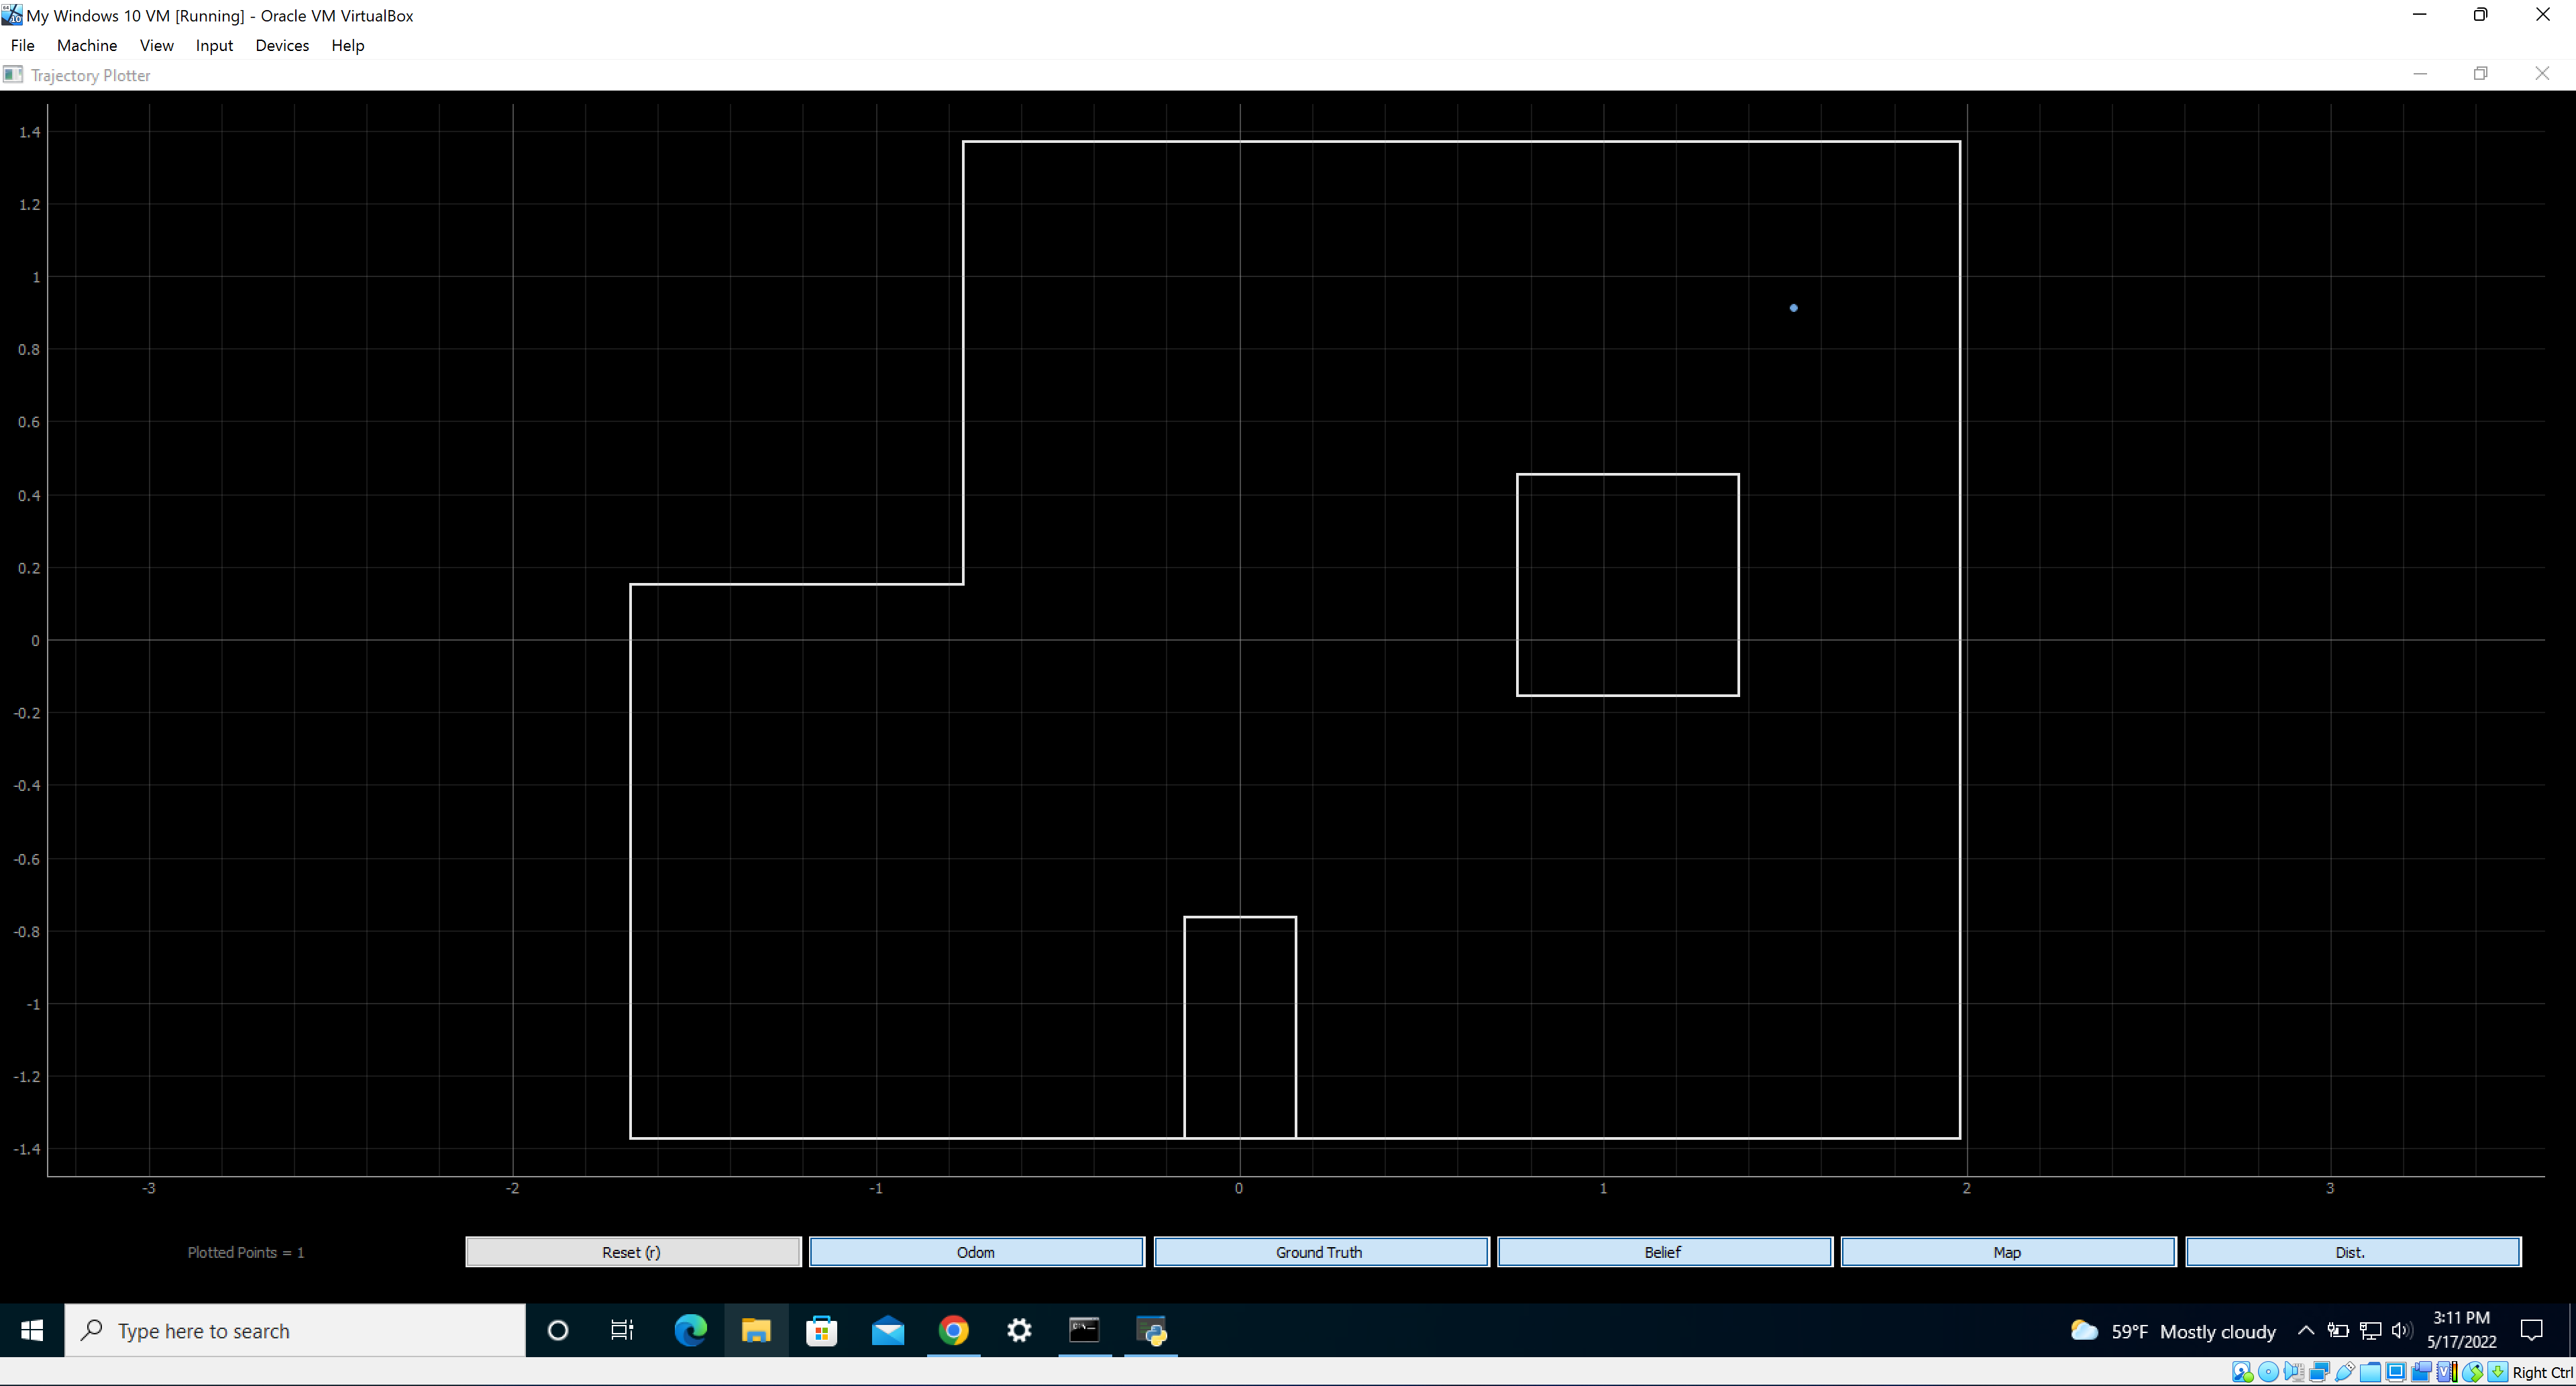 My Windows 10 VM [Running] - Oracle VM VirtualBox
File Machine View Input Devices Help
Trajectory Plotter
1.4
1.2
1
0.8
0.6
0.4
0.2
0
-0.2
-0.4
-0.6
-0.8
-1
-1.2
-1.4
-3 -2 -1 0 1 2 3
Plotted Points = 1 Reset (r) Odom Ground Truth Belief Map Dist.
Type here to search 59°F Mostly cloudy 3:11 PM
5/17/2022
Right Ctrl